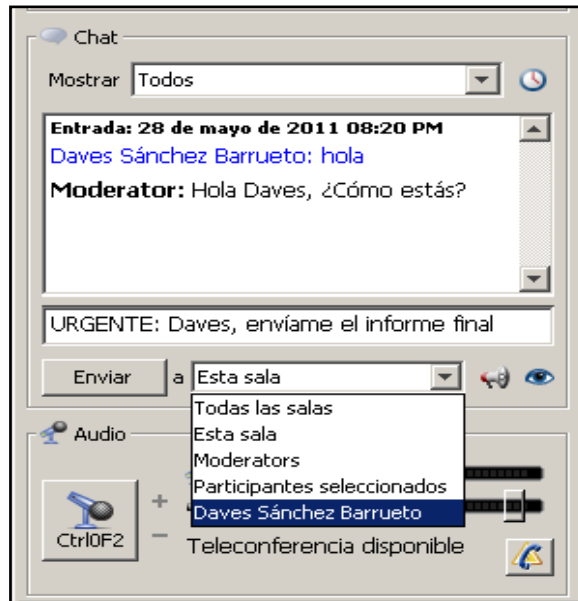 Chat
Mostrar Todos
Entrada: 28 de mayo de 2011 08:20 PM
Daves Sánchez Barrueto: hola
Moderator: Hola Daves, ¿Cómo estás?
URGENTE: Daves, envíame el informe final
Enviar a Esta sala
Todas las salas
Esta sala
Moderators
Participantes seleccionados
Daves Sánchez Barrueto
Audio
Ctrl0F2
Teleconferencia disponible